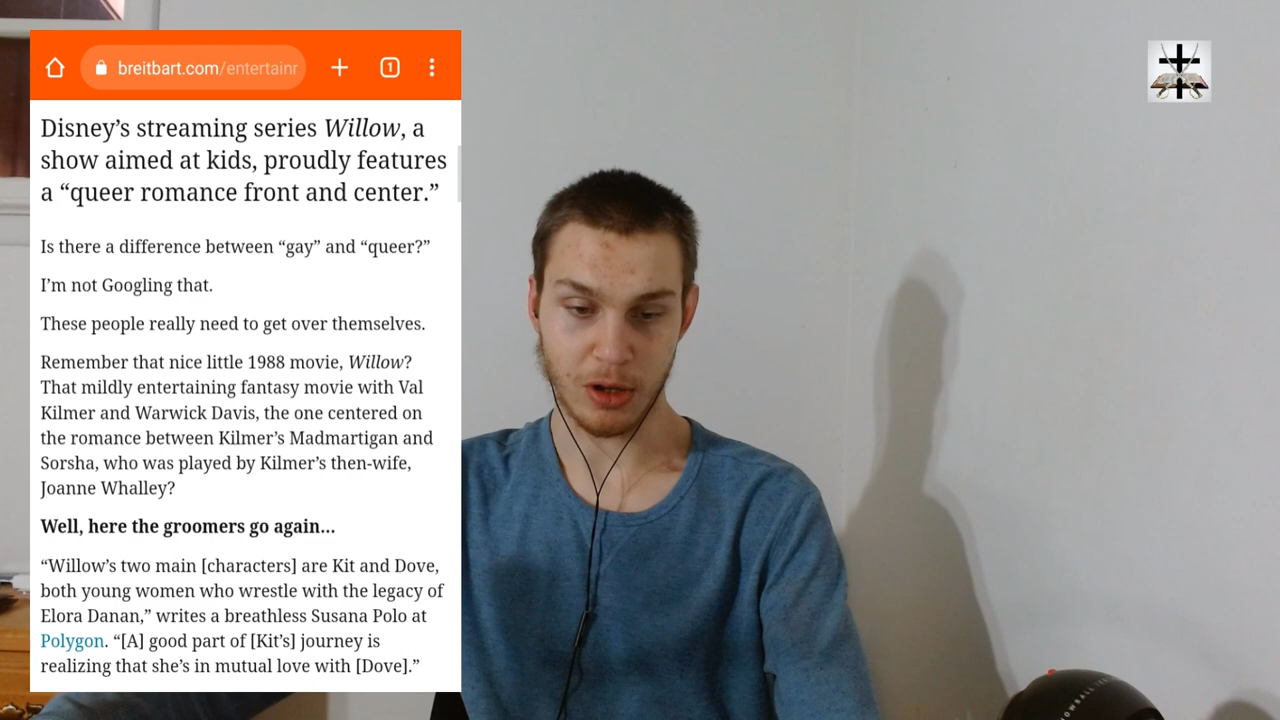 breitbart.com/entertainr
1
Disney’s streaming series Willow, a
show aimed at kids, proudly features
a “queer romance front and center.”
Is there a difference between “gay” and “queer?”
I’m not Googling that.
These people really need to get over themselves.
Remember that nice little 1988 movie, Willow?
That mildly entertaining fantasy movie with Val
Kilmer and Warwick Davis, the one centered on
the romance between Kilmer’s Madmartigan and
Sorsha, who was played by Kilmer’s then-wife,
Joanne Whalley?
Well, here the groomers go again…
“Willow’s two main [characters] are Kit and Dove,
both young women who wrestle with the legacy of
Elora Danan,” writes a breathless Susana Polo at
Polygon. “[A] good part of [Kit’s] journey is
realizing that she’s in mutual love with [Dove].”